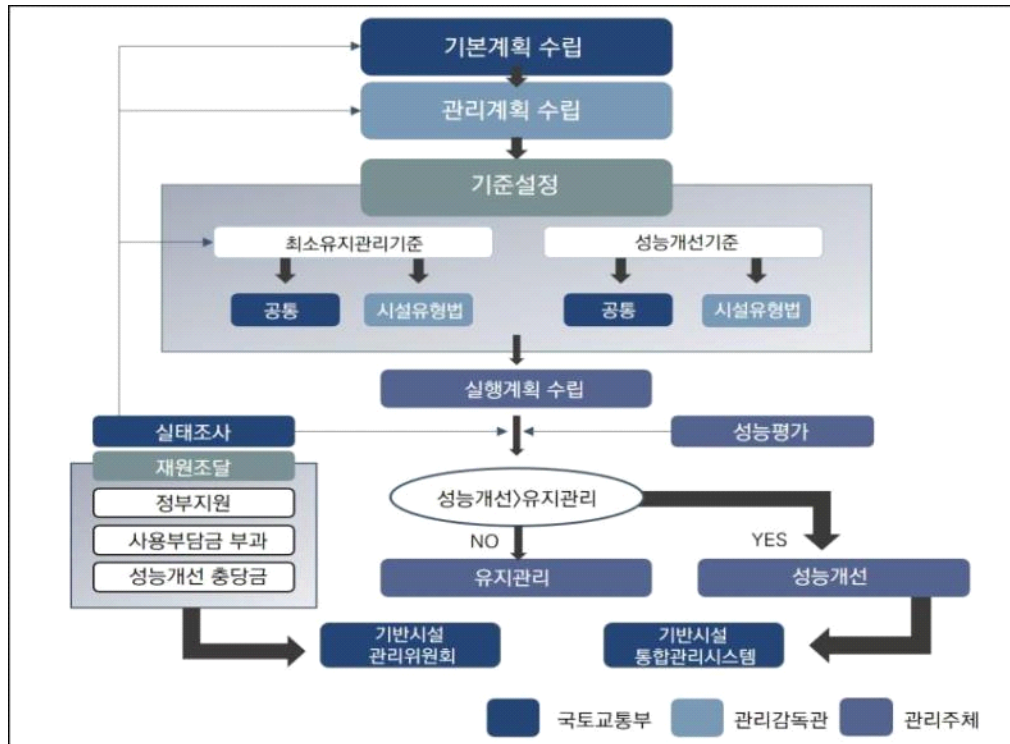 기본계획 수립
관리계획 수립
기준설정
최소유지관리기준
성능개선기준
공통
시설유형법
공통
시설유형법
실행계획 수립
실태조사
성능평가
재원조달
정부지원
사용부담금 부과
성능개선 충당금
성능개선>유지관리
NO
YES
유지관리
성능개선
기반시설
관리위원회
기반시설
통합관리시스템
국토교통부
관리감독관
관리주체